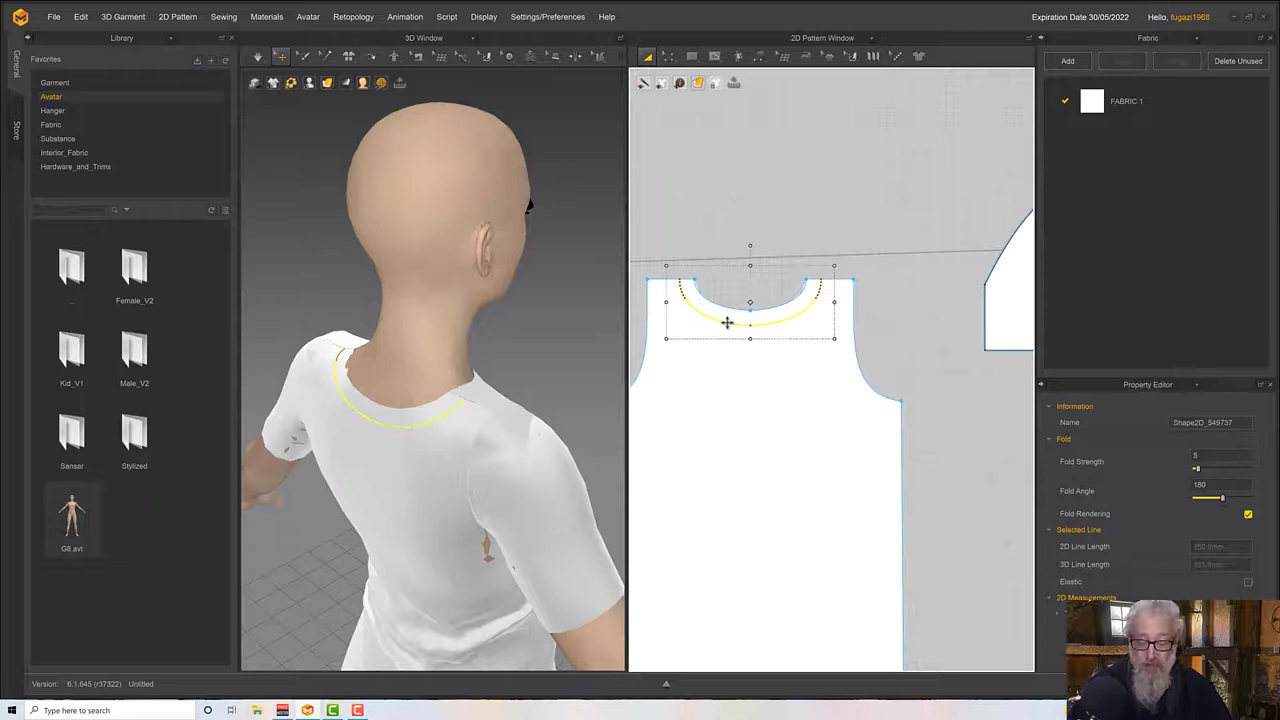 File Edit 3D Garment 2D Pattern Sewing Materials Avatar Retopology Animation Script Display Settings/Preferences Help Expiration Date 30/05/2022 Hello, fugazi1968
Library 3D Window 2D Pattern Window Fabric
General
Store
Favorites
Garment
Avatar
Hanger
Fabric
Substance
Interior_Fabric
Hardware_and_Trims
..
Female_V2
Kid_V1
Male_V2
Sansar
Stylized
G8.avt
Add
Delete Unused
FABRIC 1
Property Editor
Information
Name Shape2D_549737
Fold
Fold Strength 5
Fold Angle 180
Fold Rendering
Selected Line
2D Line Length
3D Line Length
Elastic
2D Measurements
Version: 6.1.645 (r37322) Untitled
Type here to search